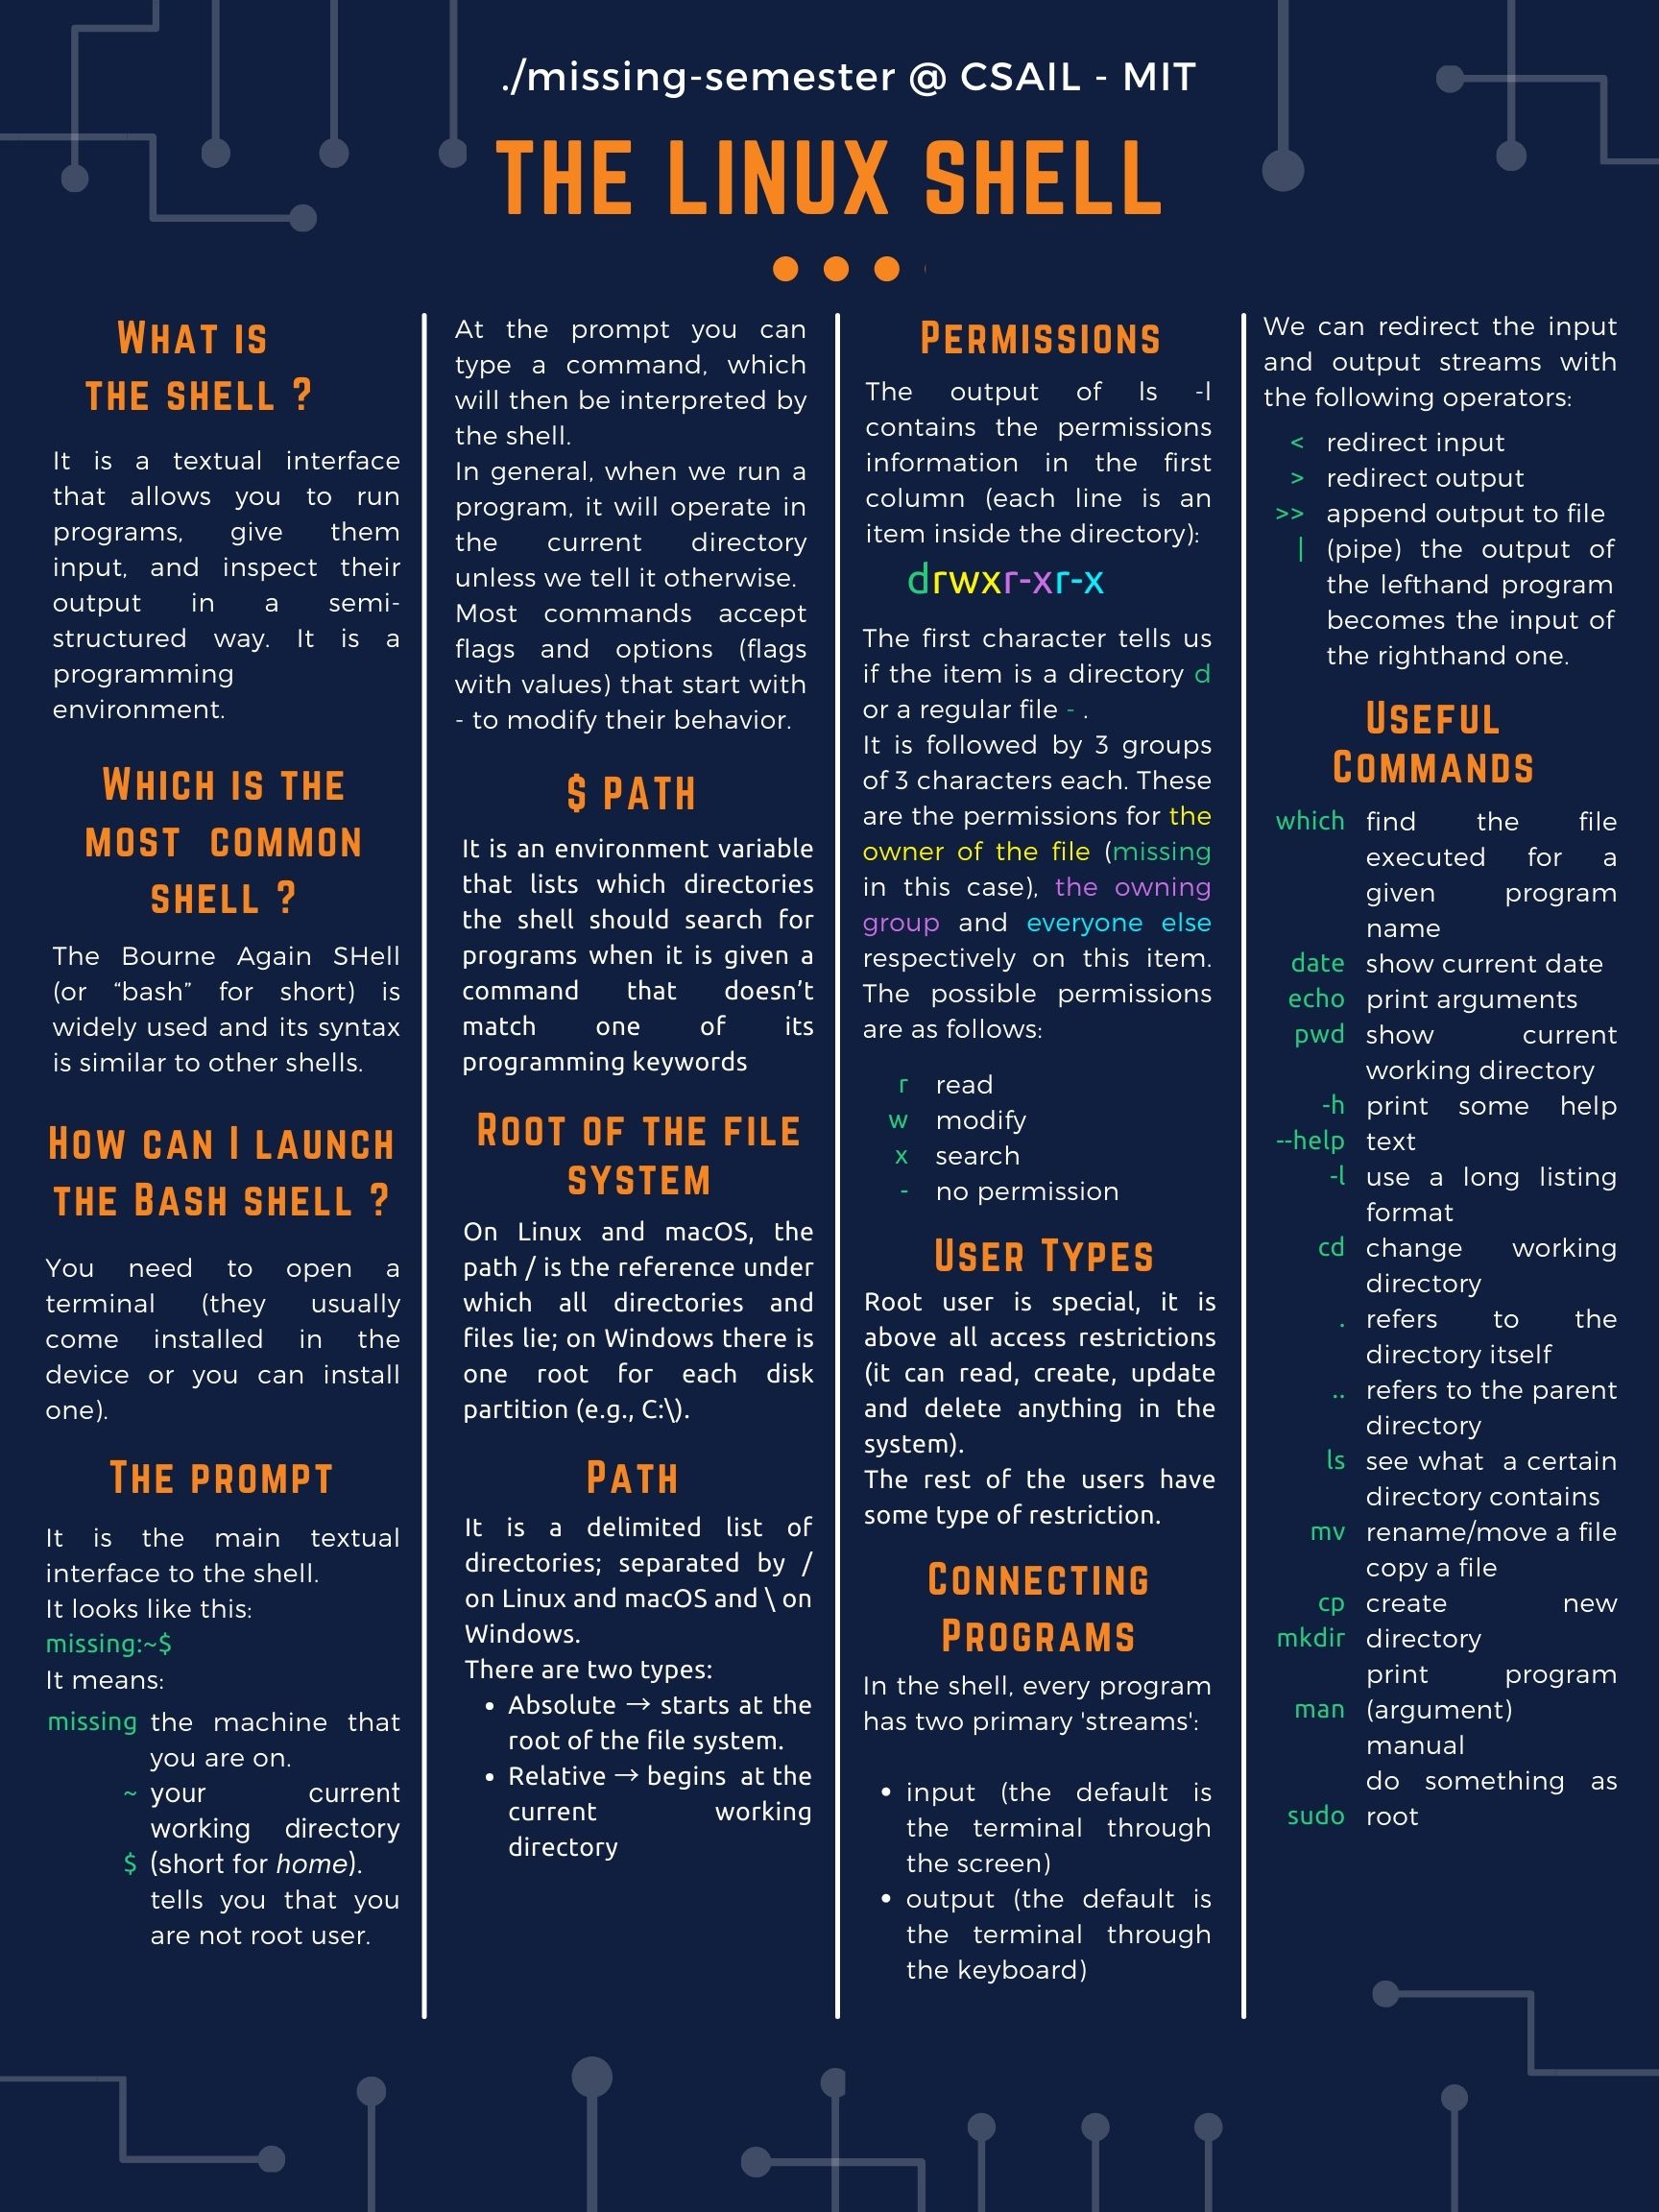 ./missing-semester @ CSAIL - MIT
THE LINUX SHELL
WHAT IS
THE SHELL ?
It is a textual interface
that allows you to run
programs, give them
input, and inspect their
output in a semi-
structured way. It is a
programming
environment.
WHICH IS THE
MOST COMMON
SHELL ?
The Bourne Again SHell
(or “bash” for short) is
widely used and its syntax
is similar to other shells.
HOW CAN I LAUNCH
THE BASH SHELL ?
You need to open a
terminal (they usually
come installed in the
device or you can install
one).
THE PROMPT
It is the main textual
interface to the shell.
It looks like this:
missing:~$
It means:
missing the machine that
you are on.
~ your current
working directory
$ (short for home).
tells you that you
are not root user.
At the prompt you can
type a command, which
will then be interpreted by
the shell.
In general, when we run a
program, it will operate in
the current directory
unless we tell it otherwise.
Most commands accept
flags and options (flags
with values) that start with
- to modify their behavior.
$ PATH
It is an environment variable
that lists which directories
the shell should search for
programs when it is given a
command that doesn’t
match one of its
programming keywords
ROOT OF THE FILE
SYSTEM
On Linux and macOS, the
path / is the reference under
which all directories and
files lie; on Windows there is
one root for each disk
partition (e.g., C:\).
PATH
It is a delimited list of
directories; separated by /
on Linux and macOS and \ on
Windows.
There are two types:
• Absolute → starts at the
root of the file system.
• Relative → begins at the
current working
directory
PERMISSIONS
The output of ls -l
contains the permissions
information in the first
column (each line is an
item inside the directory):
drwxr-xr-x
The first character tells us
if the item is a directory d
or a regular file - .
It is followed by 3 groups
of 3 characters each. These
are the permissions for the
owner of the file (missing
in this case), the owning
group and everyone else
respectively on this item.
The possible permissions
are as follows:
r read
w modify
x search
- no permission
USER TYPES
Root user is special, it is
above all access restrictions
(it can read, create, update
and delete anything in the
system).
The rest of the users have
some type of restriction.
CONNECTING
PROGRAMS
In the shell, every program
has two primary 'streams':
• input (the default is
the terminal through
the screen)
• output (the default is
the terminal through
the keyboard)
We can redirect the input
and output streams with
the following operators:
< redirect input
> redirect output
>> append output to file
| (pipe) the output of
the lefthand program
becomes the input of
the righthand one.
USEFUL
COMMANDS
which find the file
executed for a
given program
name
date show current date
echo print arguments
pwd show current
working directory
-h print some help
--help text
-l use a long listing
format
cd change working
directory
. refers to the
directory itself
.. refers to the parent
directory
ls see what a certain
directory contains
mv rename/move a file
copy a file
cp create new
mkdir directory
print program
man (argument)
manual
do something as
sudo root